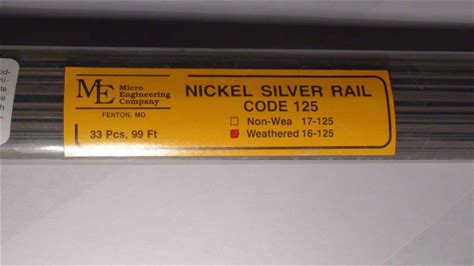 ME Micro Engineering Company
FENTON, MO
33 Pcs, 99 Ft
NICKEL SILVER RAIL
CODE 125
Non-Wea 17-125
Weathered 16-125